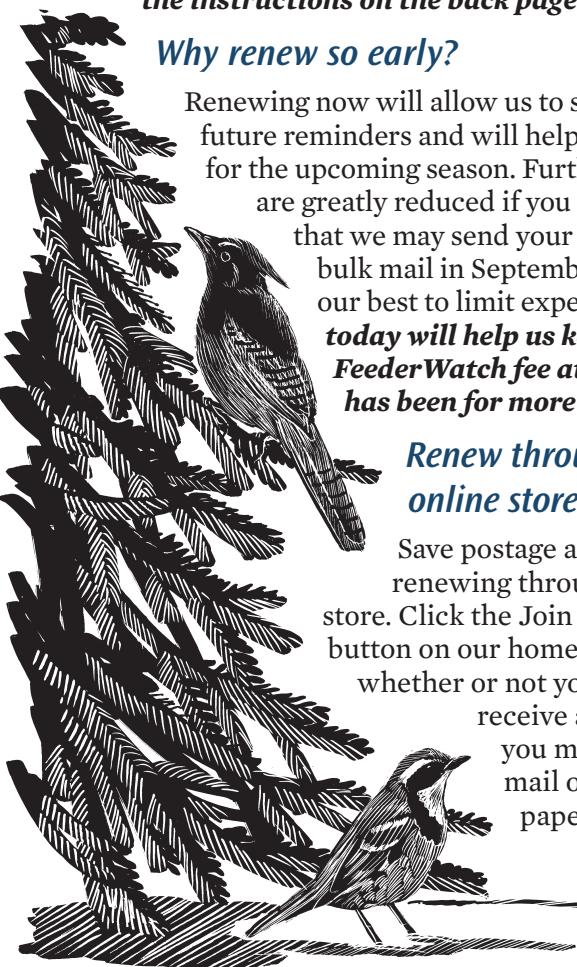 the instructions on the back page
Why renew so early?
Renewing now will allow us to s
future reminders and will help
for the upcoming season. Furth
are greatly reduced if you
that we may send your
bulk mail in Septemb
our best to limit expe
today will help us k
FeederWatch fee a
has been for more
Renew throu
online store
Save postage a
renewing throu
store. Click the Join
button on our home
whether or not yo
receive a
you m
mail o
pape